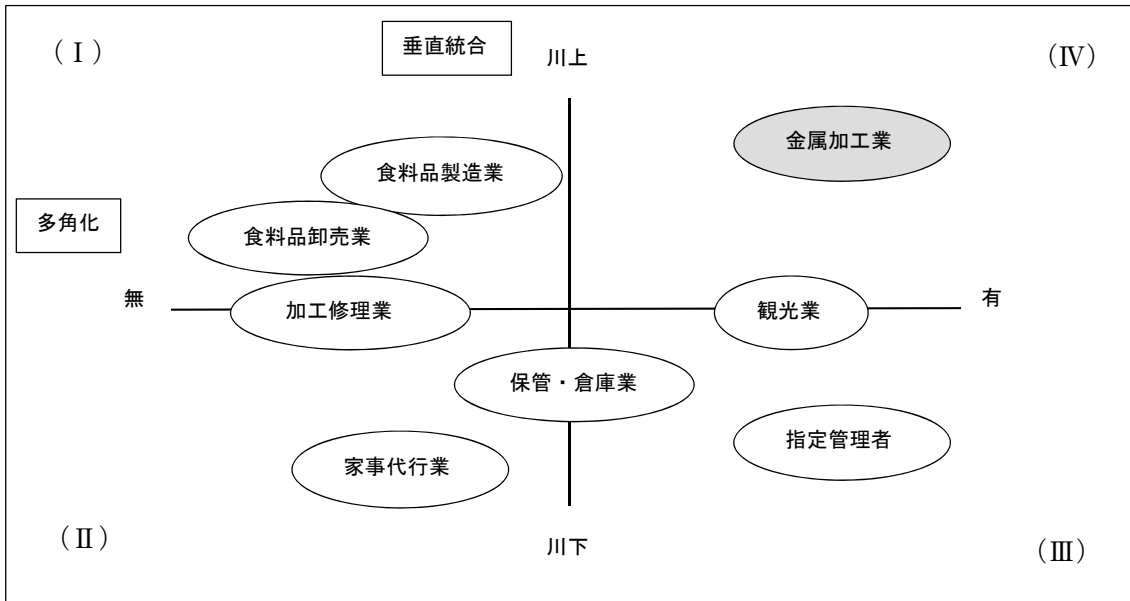 (Ⅰ)
垂直統合
川上
(Ⅳ)
金属加工業
食料品製造業
多角化
食料品卸売業
無
加工修理業
観光業
有
保管・倉庫業
指定管理者
家事代行業
(Ⅱ)
川下
(Ⅲ)